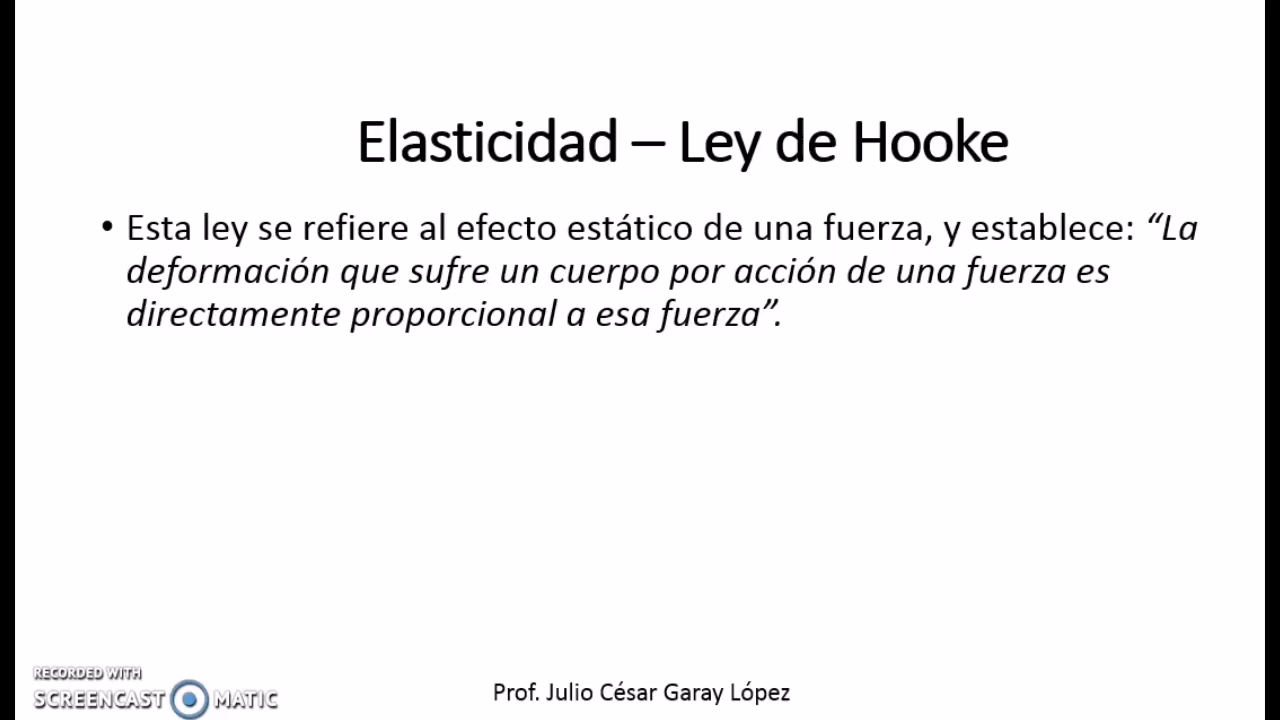 Elasticidad – Ley de Hooke
• Esta ley se refiere al efecto estático de una fuerza, y establece: “La
deformación que sufre un cuerpo por acción de una fuerza es
directamente proporcional a esa fuerza”.
RECORDED WITH
SCREENCAST MATIC
Prof. Julio César Garay López